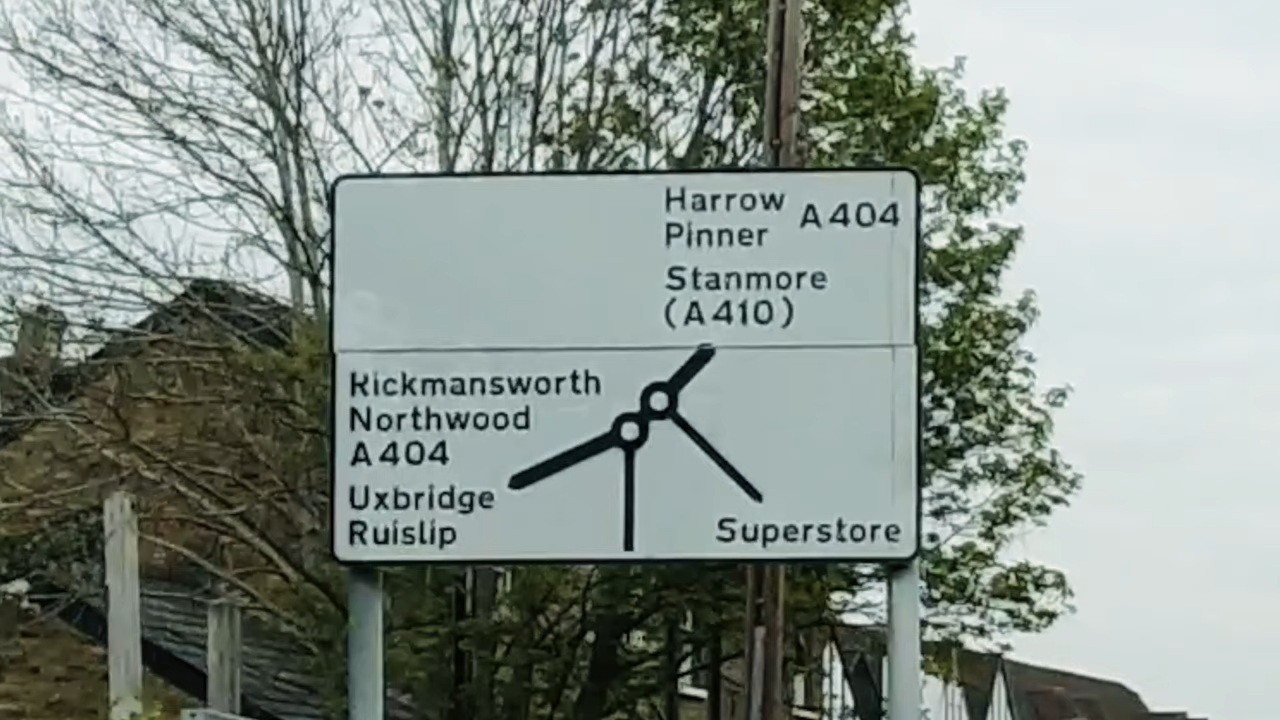 Harrow
Pinner
A404
Stanmore
(A410)
Rickmansworth
Northwood
A404
Uxbridge
Ruislip
Superstore